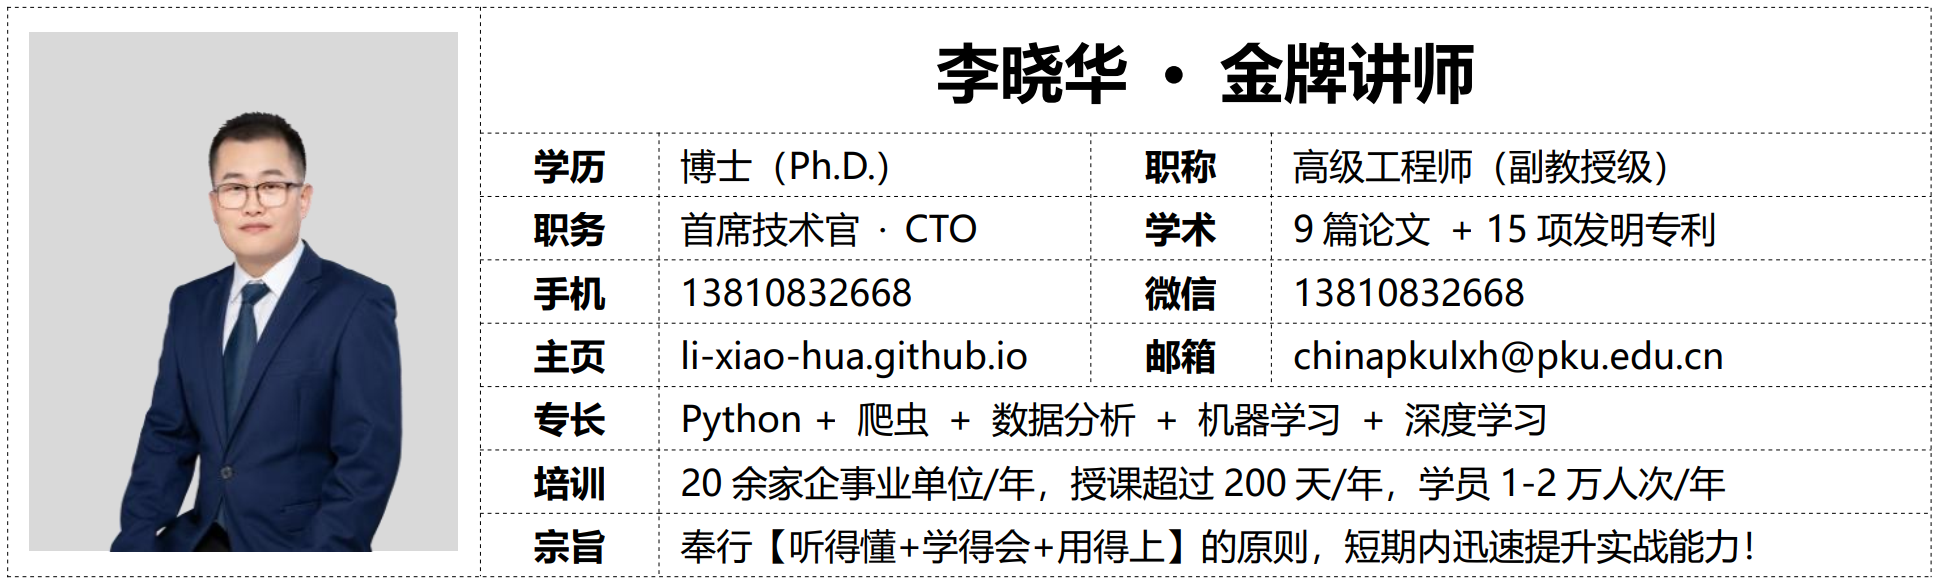 李晓华 · 金牌讲师
学历 博士（Ph.D.） 职称 高级工程师（副教授级）
职务 首席技术官 · CTO 学术 9 篇论文 + 15 项发明专利
手机 13810832668 微信 13810832668
主页 li-xiao-hua.github.io 邮箱 chinapkulxh@pku.edu.cn
专长 Python + 爬虫 + 数据分析 + 机器学习 + 深度学习
培训 20 余家企事业单位/年，授课超过 200 天/年，学员 1-2 万人次/年
宗旨 奉行【听得懂+学得会+用得上】的原则，短期内迅速提升实战能力！